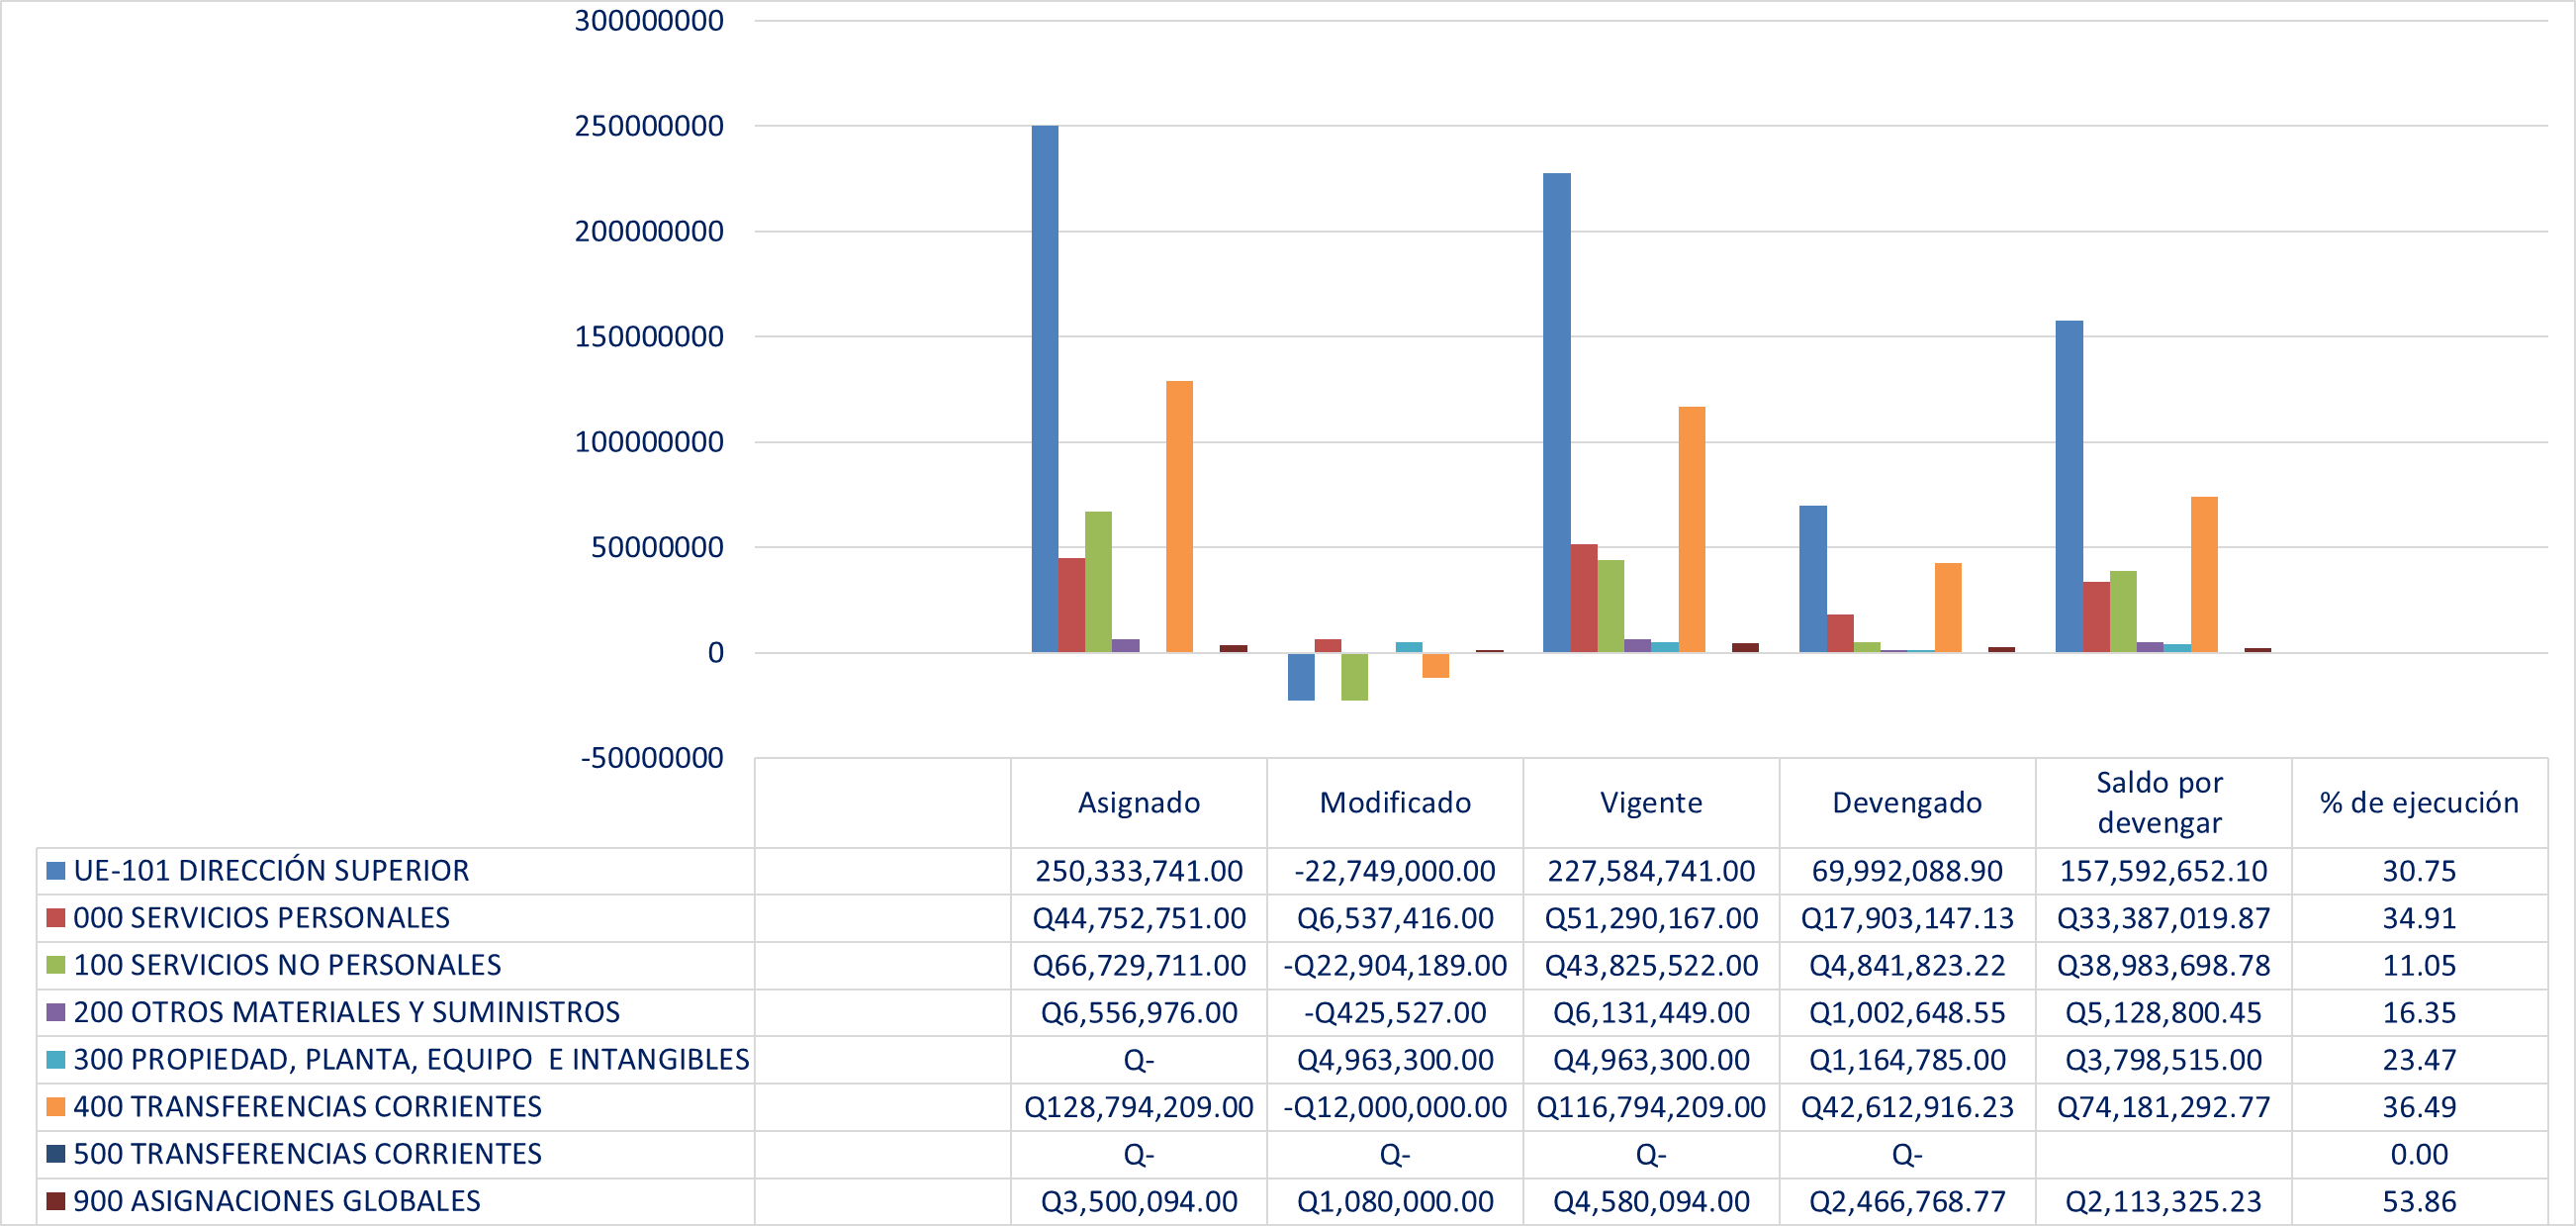 300000000
250000000
200000000
150000000
100000000
50000000
0
-50000000
Asignado Modificado Vigente Devengado Saldo por devengar % de ejecución
UE-101 DIRECCIÓN SUPERIOR 250,333,741.00 -22,749,000.00 227,584,741.00 69,992,088.90 157,592,652.10 30.75
000 SERVICIOS PERSONALES Q44,752,751.00 Q6,537,416.00 Q51,290,167.00 Q17,903,147.13 Q33,387,019.87 34.91
100 SERVICIOS NO PERSONALES Q66,729,711.00 -Q22,904,189.00 Q43,825,522.00 Q4,841,823.22 Q38,983,698.78 11.05
200 OTROS MATERIALES Y SUMINISTROS Q6,556,976.00 -Q425,527.00 Q6,131,449.00 Q1,002,648.55 Q5,128,800.45 16.35
300 PROPIEDAD, PLANTA, EQUIPO E INTANGIBLES Q- Q4,963,300.00 Q4,963,300.00 Q1,164,785.00 Q3,798,515.00 23.47
400 TRANSFERENCIAS CORRIENTES Q128,794,209.00 -Q12,000,000.00 Q116,794,209.00 Q42,612,916.23 Q74,181,292.77 36.49
500 TRANSFERENCIAS CORRIENTES Q- Q- Q- Q- 0.00
900 ASIGNACIONES GLOBALES Q3,500,094.00 Q1,080,000.00 Q4,580,094.00 Q2,466,768.77 Q2,113,325.23 53.86